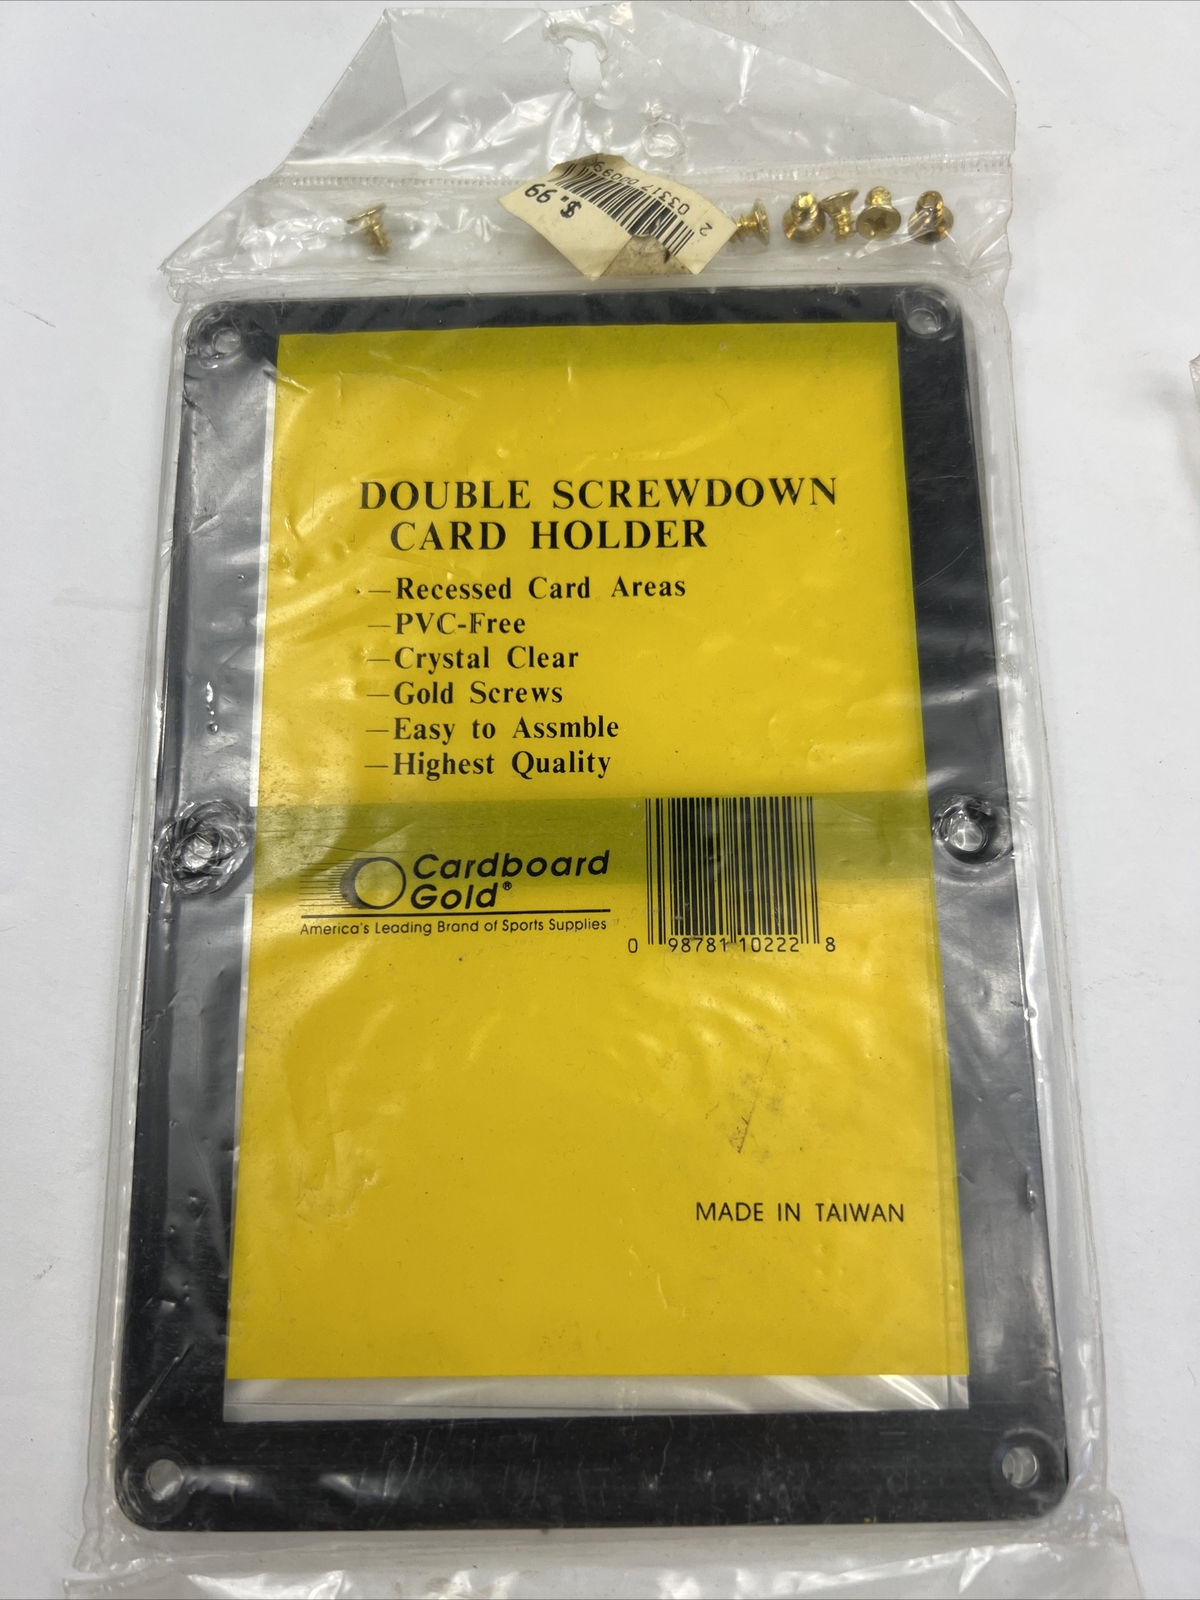 $.99
DOUBLE SCREWDOWN
CARD HOLDER
—Recessed Card Areas
—PVC-Free
—Crystal Clear
—Gold Screws
—Easy to Assmble
—Highest Quality
Cardboard
Gold®
America's Leading Brand of Sports Supplies
0 98781 10222 8
MADE IN TAIWAN